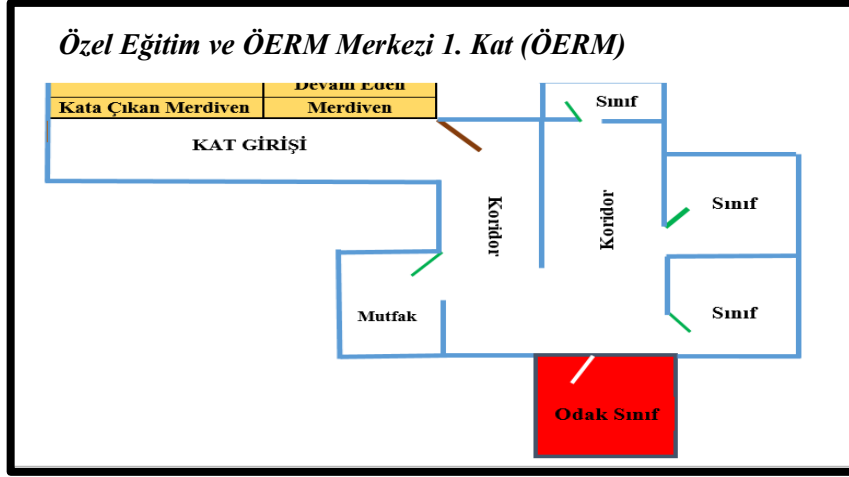 Özel Eğitim ve ÖERM Merkezi 1. Kat (ÖERM)
Devam Eden
Kata Çıkan Merdiven
Merdiven
Sınıf
KAT GİRİŞİ
Koridor
Koridor
Sınıf
Mutfak
Sınıf
Odak Sınıf